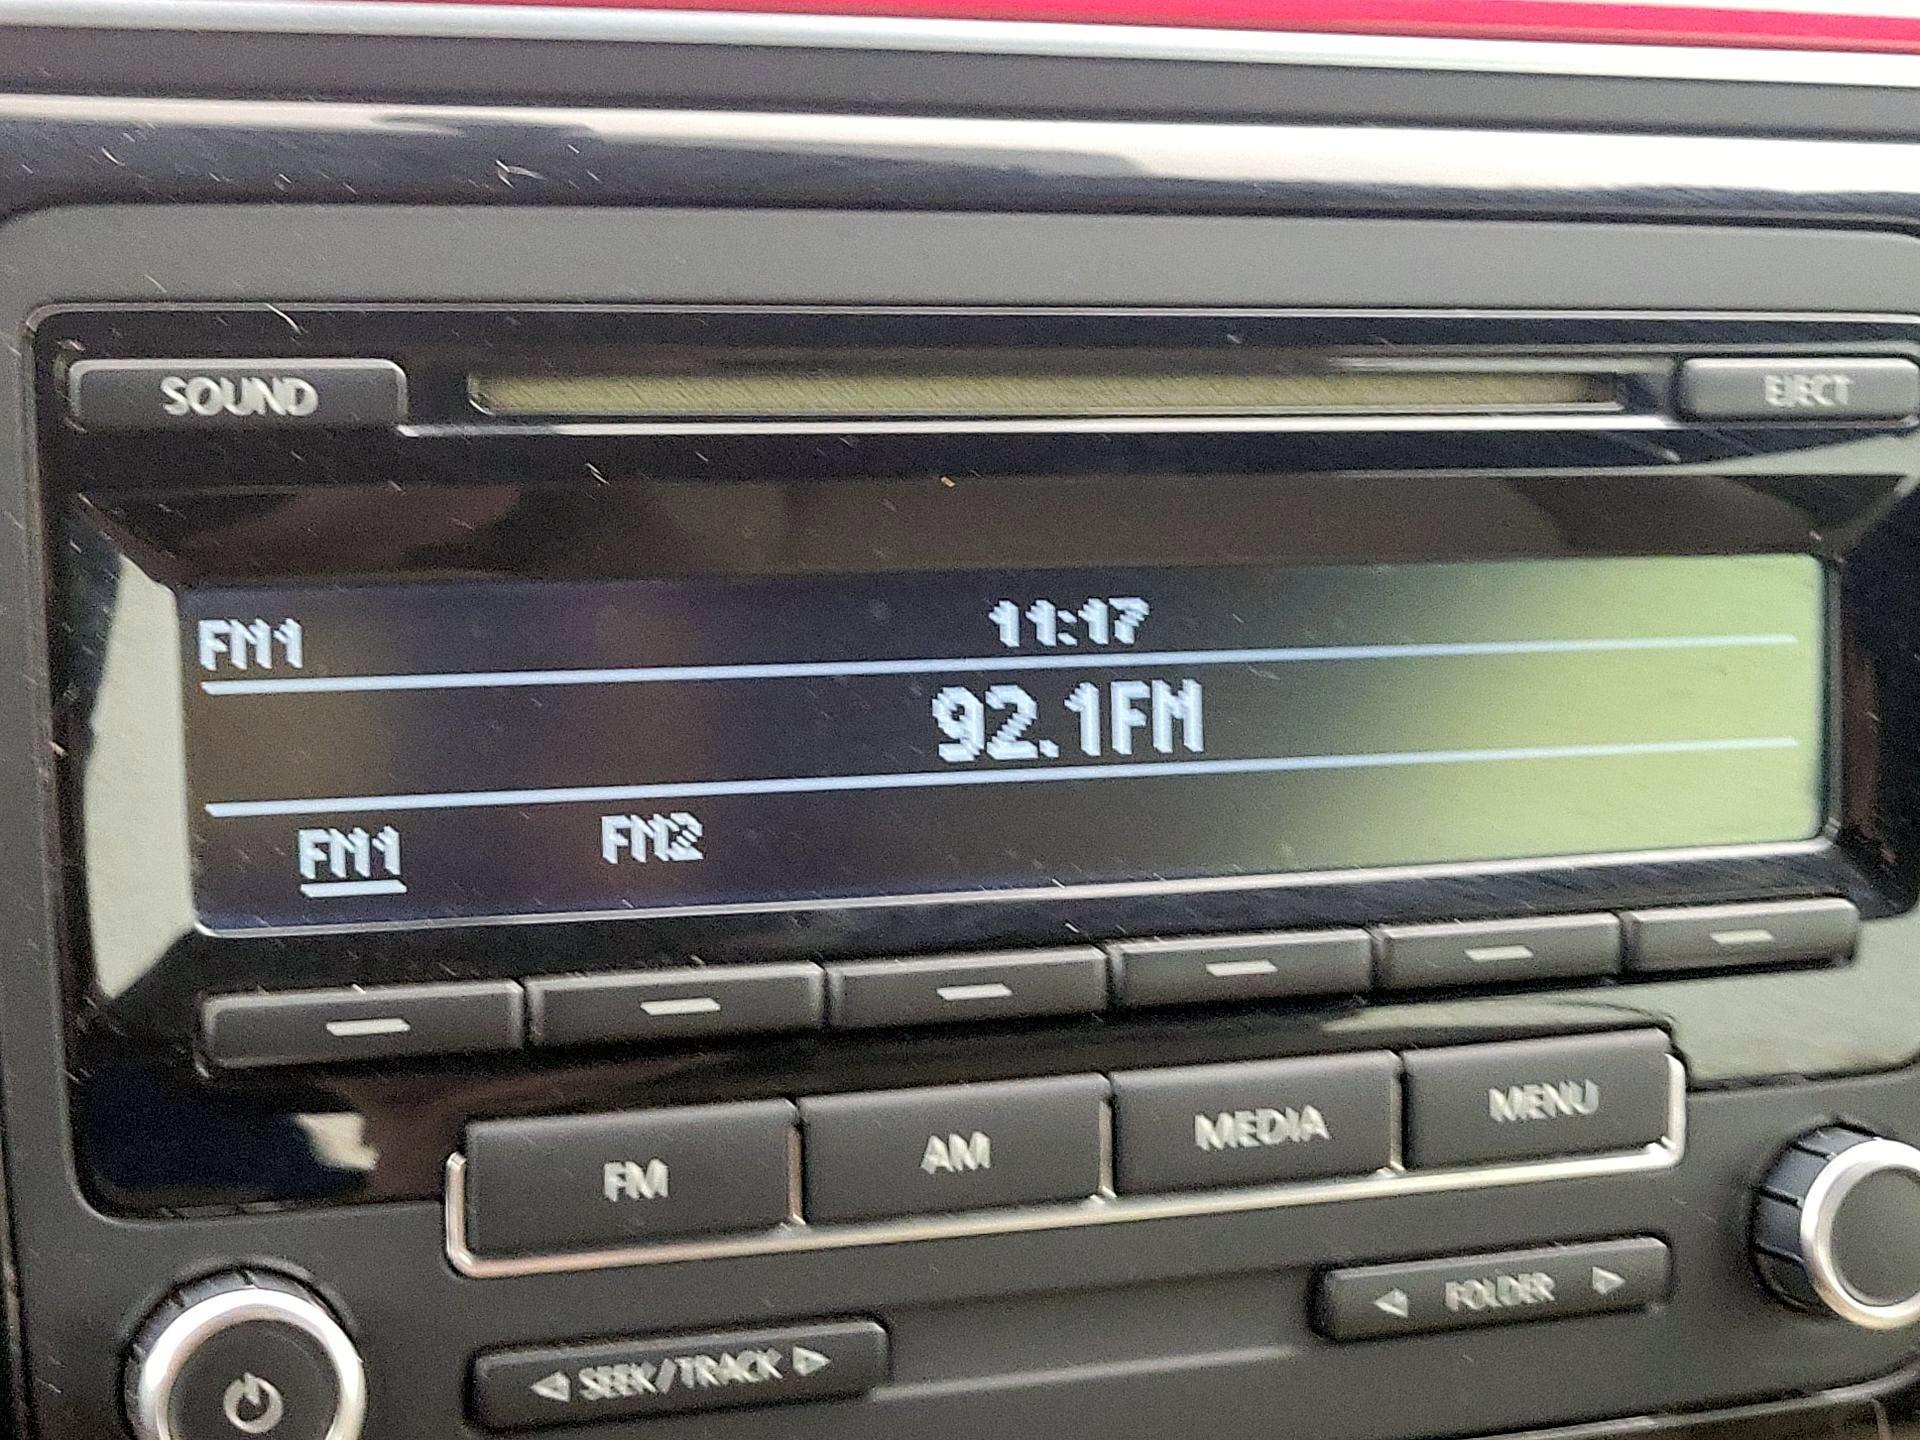 SOUND
EJECT
FM1 11:17
92.1FM
FM1 FM2
FM AM MEDIA MENU
FOLDER
SEEK/TRACK